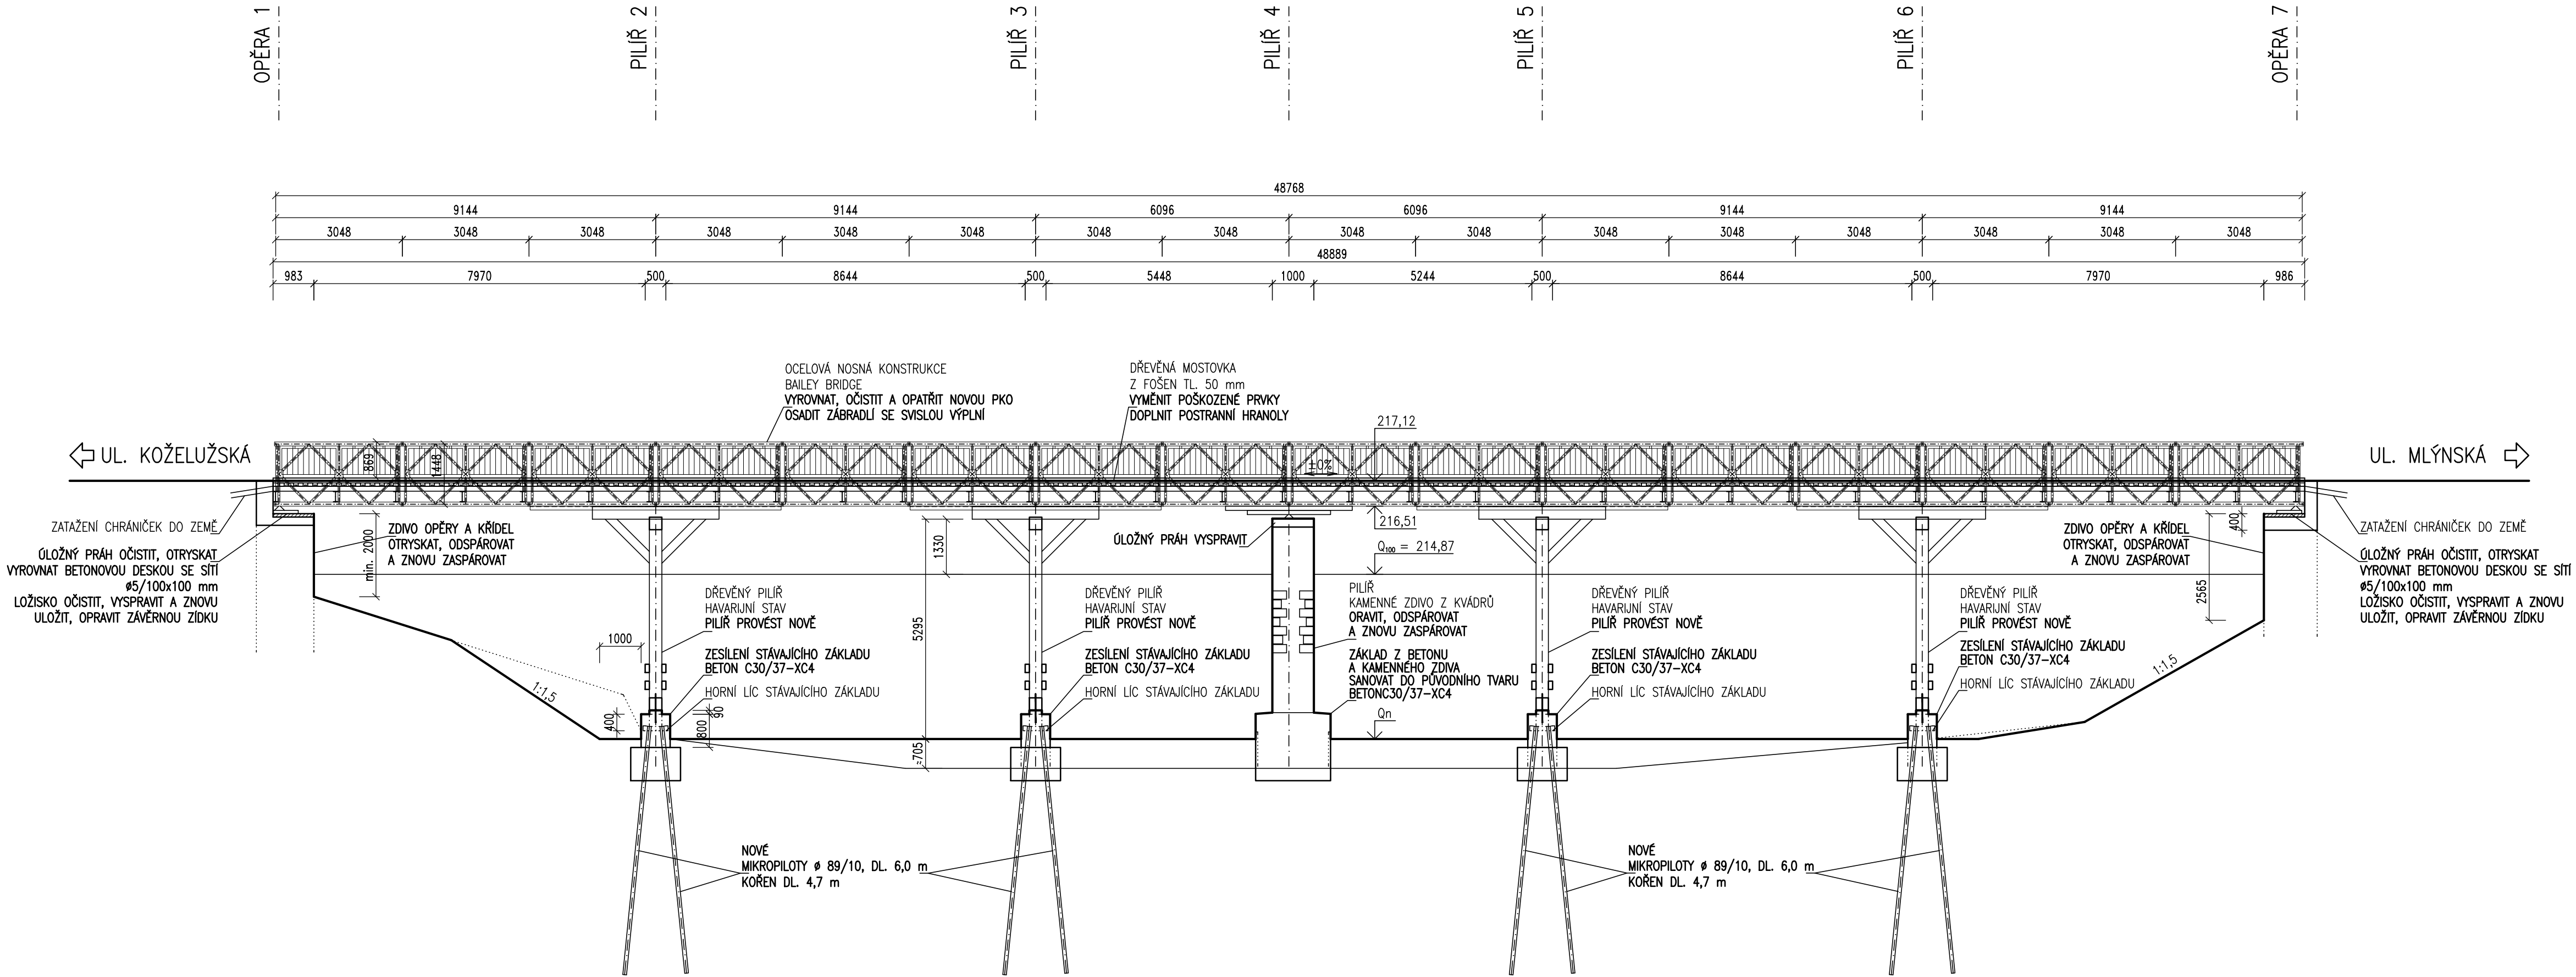 OPĚRA 1
PILÍŘ 2
PILÍŘ 3
PILÍŘ 4
PILÍŘ 5
PILÍŘ 6
OPĚRA 7
48768
9144 9144 6096 6096 9144 9144
3048 3048 3048 3048 3048 3048 3048 3048 3048 3048 3048 3048 3048 3048 3048 3048
48889
983 7970 500 8644 500 5448 1000 5244 500 8644 500 7970 986
OCELOVÁ NOSNÁ KONSTRUKCE
BAILEY BRIDGE
VYROVNAT, OČISTIT A OPATŘIT NOVOU PKO
OSADIT ZÁBRADLÍ SE SVISLOU VÝPLNÍ
DŘEVĚNÁ MOSTOVKA
Z FOŠEN TL. 50 mm
VYMĚNIT POŠKOZENÉ PRVKY
DOPLNIT POSTRANNÍ HRANOLY
217,12
UL. KOŽELUŽSKÁ
869
1448
±0%
UL. MLÝNSKÁ
ZATAŽENÍ CHRÁNIČEK DO ZEMĚ
ÚLOŽNÝ PRÁH OČISTIT, OTRYSKAT
VYROVNAT BETONOVOU DESKOU SE SÍTÍ
ø5/100x100 mm
LOŽISKO OČISTIT, VYSPRAVIT A ZNOVU
ULOŽIT, OPRAVIT ZÁVĚRNOU ZÍDKU
min. 2000
ZDIVO OPĚRY A KŘÍDEL
OTRYSKAT, ODSPÁROVAT
A ZNOVU ZASPÁROVAT
1330
5295
ÚLOŽNÝ PRÁH VYSPRAVIT
216,51
Q100 = 214,87
ZDIVO OPĚRY A KŘÍDEL
OTRYSKAT, ODSPÁROVAT
A ZNOVU ZASPÁROVAT
400
2565
ZATAŽENÍ CHRÁNIČEK DO ZEMĚ
ÚLOŽNÝ PRÁH OČISTIT, OTRYSKAT
VYROVNAT BETONOVOU DESKOU SE SÍTÍ
ø5/100x100 mm
LOŽISKO OČISTIT, VYSPRAVIT A ZNOVU
ULOŽIT, OPRAVIT ZÁVĚRNOU ZÍDKU
1:1,5
1000
400
DŘEVĚNÝ PILÍŘ
HAVARIJNÍ STAV
PILÍŘ PROVÉST NOVĚ
ZESÍLENÍ STÁVAJÍCÍHO ZÁKLADU
BETON C30/37-XC4
HORNÍ LÍC STÁVAJÍCÍHO ZÁKLADU
90
800
≥705
DŘEVĚNÝ PILÍŘ
HAVARIJNÍ STAV
PILÍŘ PROVÉST NOVĚ
ZESÍLENÍ STÁVAJÍCÍHO ZÁKLADU
BETON C30/37-XC4
HORNÍ LÍC STÁVAJÍCÍHO ZÁKLADU
PILÍŘ
KAMENNÉ ZDIVO Z KVÁDRŮ
ORAVIT, ODSPÁROVAT
A ZNOVU ZASPÁROVAT
ZÁKLAD Z BETONU
A KAMENNÉHO ZDIVA
SANOVAT DO PŮVODNÍHO TVARU
BETONC30/37-XC4
Qn
DŘEVĚNÝ PILÍŘ
HAVARIJNÍ STAV
PILÍŘ PROVÉST NOVĚ
ZESÍLENÍ STÁVAJÍCÍHO ZÁKLADU
BETON C30/37-XC4
HORNÍ LÍC STÁVAJÍCÍHO ZÁKLADU
DŘEVĚNÝ PILÍŘ
HAVARIJNÍ STAV
PILÍŘ PROVÉST NOVĚ
ZESÍLENÍ STÁVAJÍCÍHO ZÁKLADU
BETON C30/37-XC4
HORNÍ LÍC STÁVAJÍCÍHO ZÁKLADU
1:1,5
NOVÉ
MIKROPILOTY ø 89/10, DL. 6,0 m
KOŘEN DL. 4,7 m
NOVÉ
MIKROPILOTY ø 89/10, DL. 6,0 m
KOŘEN DL. 4,7 m